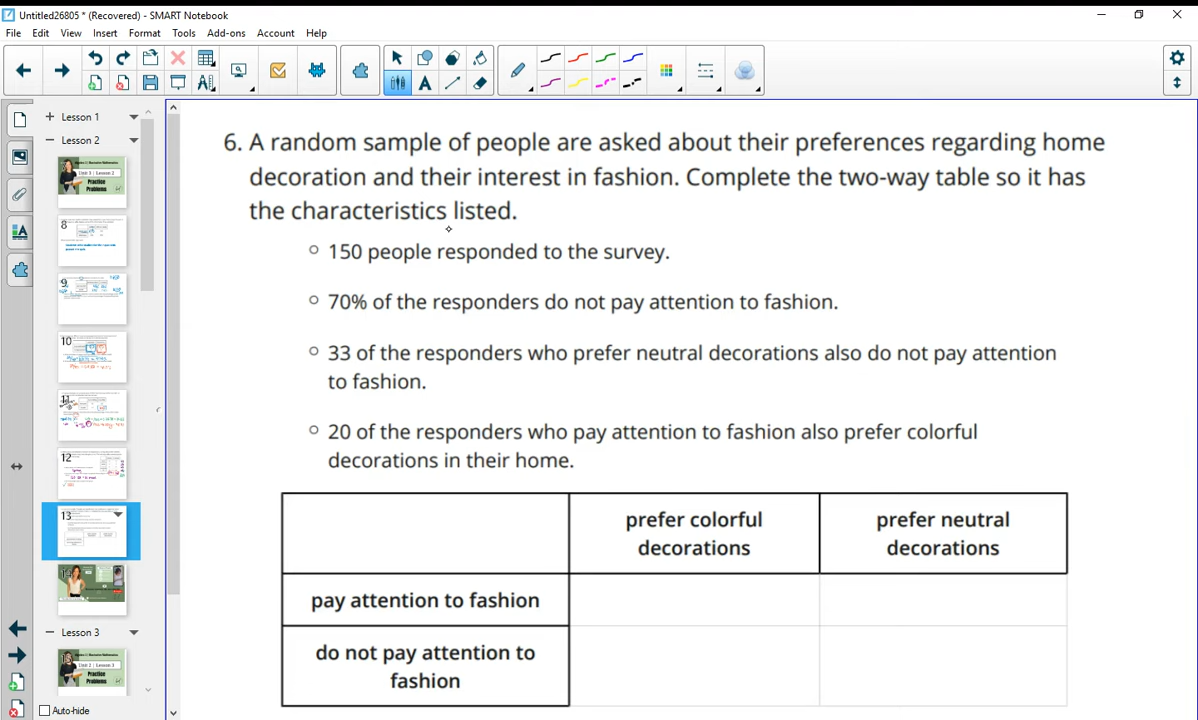 Untitled26805 * (Recovered) - SMART Notebook
File Edit View Insert Format Tools Add-ons Account Help
Lesson 1
Lesson 2
8
9
10
11
12
13
14
Lesson 3
Practice
Problems
Auto-hide
6. A random sample of people are asked about their preferences regarding home
decoration and their interest in fashion. Complete the two-way table so it has
the characteristics listed.
150 people responded to the survey.
70% of the responders do not pay attention to fashion.
33 of the responders who prefer neutral decorations also do not pay attention
to fashion.
20 of the responders who pay attention to fashion also prefer colorful
decorations in their home.
prefer colorful
decorations
prefer neutral
decorations
pay attention to fashion
do not pay attention to
fashion